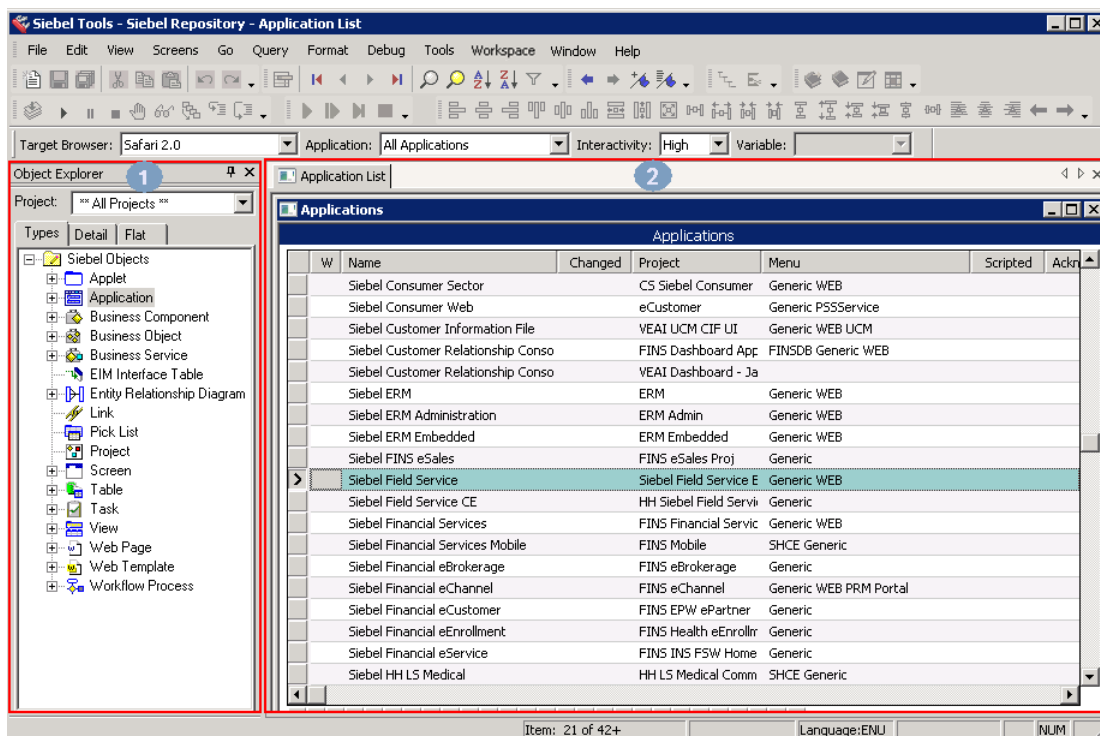 Siebel Tools - Siebel Repository - Application List
File Edit View Screens Go Query Format Debug Tools Workspace Window Help
Target Browser: Safari 2.0 Application: All Applications Interactivity: High Variable:
Object Explorer 1
2
Application List
Project: ** All Projects **
Types Detail Flat
Siebel Objects
Applet
Application
Business Component
Business Object
Business Service
EIM Interface Table
Entity Relationship Diagram
Link
Pick List
Project
Screen
Table
Task
View
Web Page
Web Template
Workflow Process
Applications
Applications
W Name Changed Project Menu Scripted Ackn
Siebel Consumer Sector CS Siebel Consumer Generic WEB
Siebel Consumer Web eCustomer Generic PSSService
Siebel Customer Information File VEAI UCM CIF UI Generic WEB UCM
Siebel Customer Relationship Conso FINS Dashboard App FINSDB Generic WEB
Siebel Customer Relationship Conso VEAI Dashboard - Ja
Siebel ERM ERM Generic WEB
Siebel ERM Administration ERM Admin Generic WEB
Siebel ERM Embedded ERM Embedded Generic WEB
Siebel FINS eSales FINS eSales Proj Generic
Siebel Field Service Siebel Field Service E Generic WEB
Siebel Field Service CE HH Siebel Field Servi Generic
Siebel Financial Services FINS Financial Servic Generic WEB
Siebel Financial Services Mobile FINS Mobile SHCE Generic
Siebel Financial eBrokerage FINS eBrokerage Generic
Siebel Financial eChannel FINS eChannel Generic WEB PRM Portal
Siebel Financial eCustomer FINS EPW ePartner Generic
Siebel Financial eEnrollment FINS Health eEnrollm Generic
Siebel Financial eService FINS INS FSW Home Generic
Siebel HH LS Medical HH LS Medical Comm SHCE Generic
Item: 21 of 42+ Language:ENU NUM